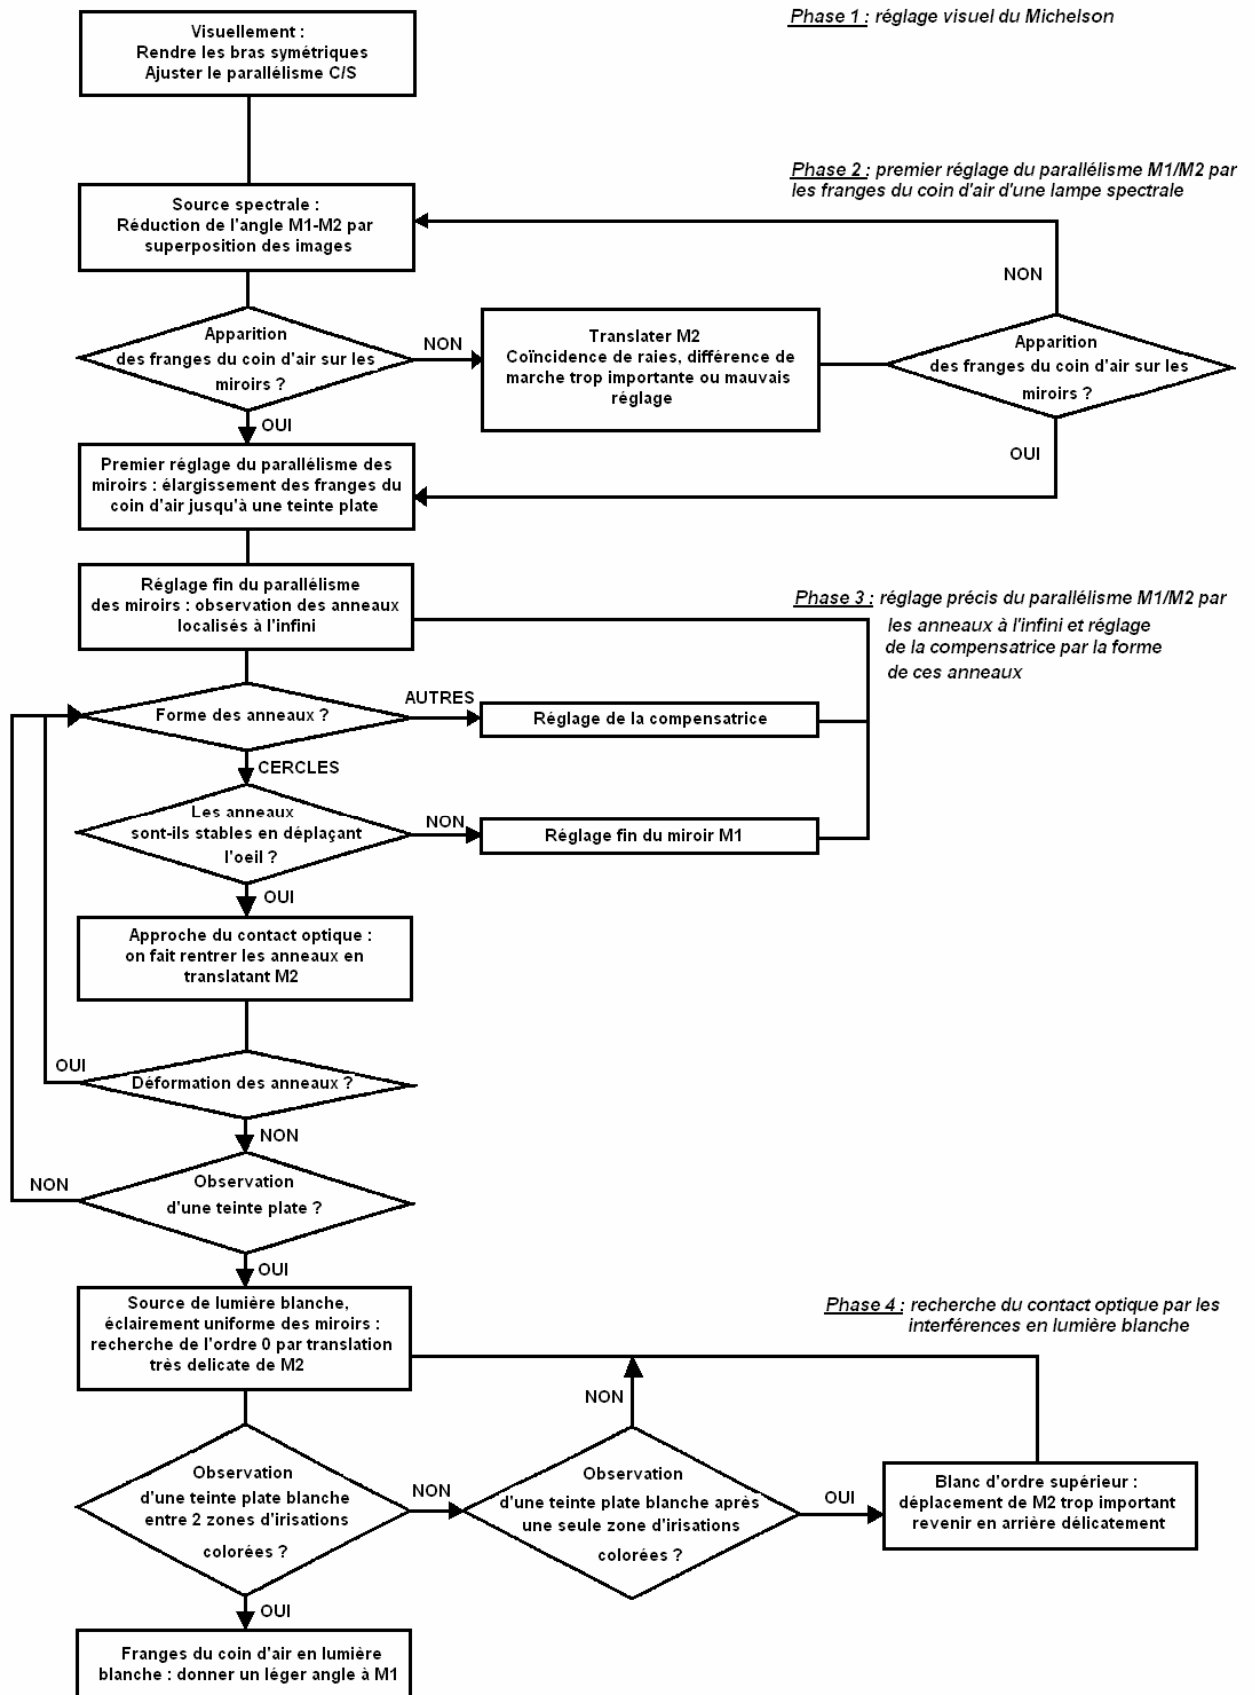 Phase 1 : réglage visuel du Michelson
Visuellement :
Rendre les bras symétriques
Ajuster le parallélisme C/S
Phase 2 : premier réglage du parallélisme M1/M2 par
les franges du coin d'air d'une lampe spectrale
Source spectrale :
Réduction de l'angle M1-M2 par
superposition des images
NON
Apparition
des franges du coin d'air sur les
miroirs ?
NON
Translater M2
Coïncidence de raies, différence de
marche trop importante ou mauvais
réglage
Apparition
des franges du coin d'air sur les
miroirs ?
OUI
OUI
Premier réglage du parallélisme des
miroirs : élargissement des franges du
coin d'air jusqu'à une teinte plate
Réglage fin du parallélisme
des miroirs : observation des anneaux
localisés à l'infini
Phase 3 : réglage précis du parallélisme M1/M2 par
les anneaux à l'infini et réglage
de la compensatrice par la forme
de ces anneaux
Forme des anneaux ?
AUTRES
Réglage de la compensatrice
CERCLES
Les anneaux
sont-ils stables en déplaçant
l'oeil ?
NON
Réglage fin du miroir M1
OUI
Approche du contact optique :
on fait rentrer les anneaux en
translatant M2
OUI
Déformation des anneaux ?
NON
NON
Observation
d'une teinte plate ?
OUI
Source de lumière blanche,
éclairement uniforme des miroirs :
recherche de l'ordre 0 par translation
très delicate de M2
Phase 4 : recherche du contact optique par les
interférences en lumière blanche
NON
Observation
d'une teinte plate blanche
entre 2 zones d'irisations
colorées ?
NON
Observation
d'une teinte plate blanche après
une seule zone d'irisations
colorées ?
OUI
Blanc d'ordre supérieur :
déplacement de M2 trop important
revenir en arrière délicatement
OUI
Franges du coin d'air en lumière
blanche : donner un léger angle à M1